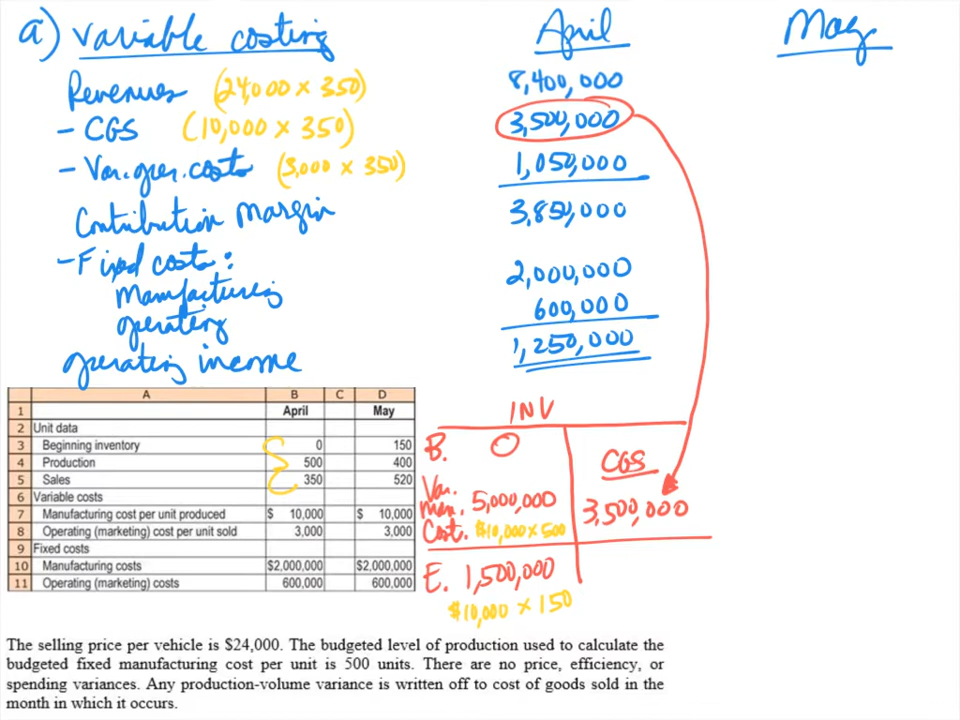 a) Variable costing April May
Revenues (24,000 x 350) 8,400,000
- CGS (10,000 x 350) 3,500,000
- Var. oper. costs (3,000 x 350) 1,050,000
Contribution Margin 3,850,000
- Fixed costs:
Manufacturing 2,000,000
operating 600,000
operating income 1,250,000
A B C D
1 April May
2 Unit data
3 Beginning inventory 0 150
4 Production 500 400
5 Sales 350 520
6 Variable costs
7 Manufacturing cost per unit produced $ 10,000 $ 10,000
8 Operating (marketing) cost per unit sold 3,000 3,000
9 Fixed costs
10 Manufacturing costs $2,000,000 $2,000,000
11 Operating (marketing) costs 600,000 600,000
INV
B. 0
CGS
Var.
Man. 5,000,000 3,500,000
Cost. $10,000 x 500
E. 1,500,000
$10,000 x 150
The selling price per vehicle is $24,000. The budgeted level of production used to calculate the
budgeted fixed manufacturing cost per unit is 500 units. There are no price, efficiency, or
spending variances. Any production-volume variance is written off to cost of goods sold in the
month in which it occurs.